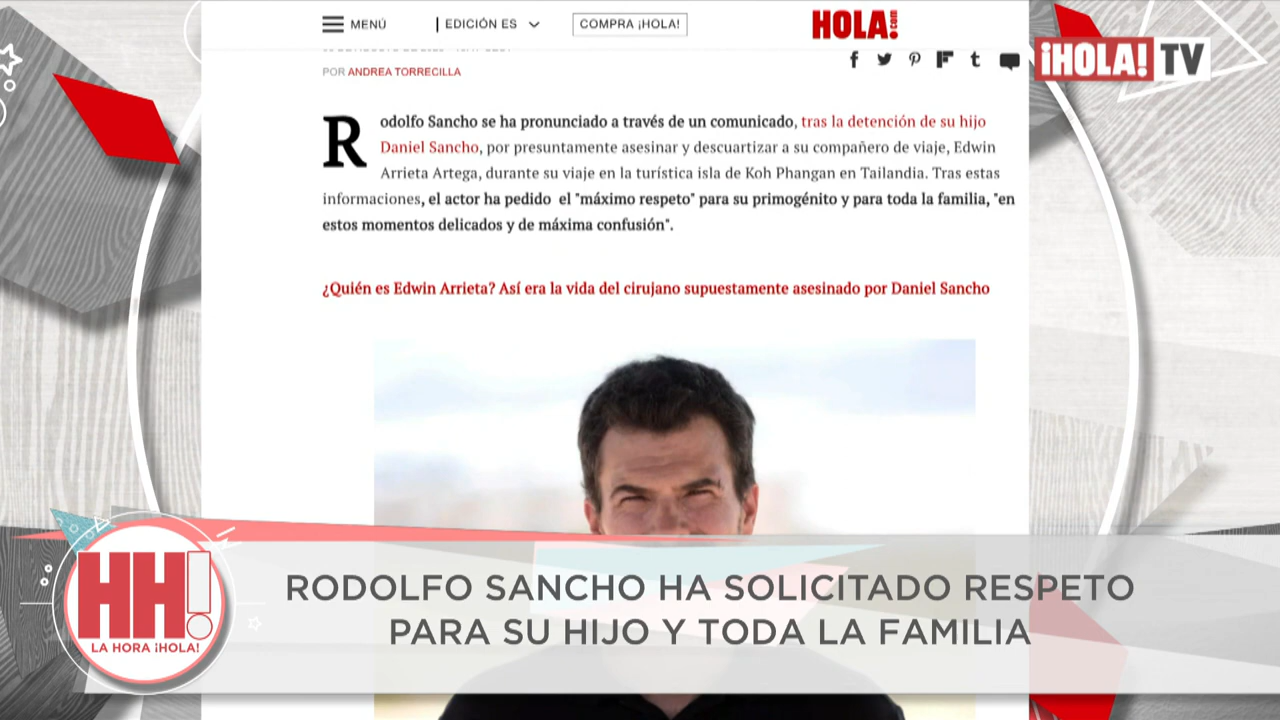 MENÚ
EDICIÓN ES
COMPRA ¡HOLA!
HOLA!.com
¡HOLA! TV
POR ANDREA TORRECILLA
Rodolfo Sancho se ha pronunciado a través de un comunicado, tras la detención de su hijo
Daniel Sancho, por presuntamente asesinar y descuartizar a su compañero de viaje, Edwin
Arrieta Artega, durante su viaje en la turística isla de Koh Phangan en Tailandia. Tras estas
informaciones, el actor ha pedido el "máximo respeto" para su primogénito y para toda la familia, "en
estos momentos delicados y de máxima confusión".
¿Quién es Edwin Arrieta? Así era la vida del cirujano supuestamente asesinado por Daniel Sancho
HH!
LA HORA ¡HOLA!
RODOLFO SANCHO HA SOLICITADO RESPETO
PARA SU HIJO Y TODA LA FAMILIA